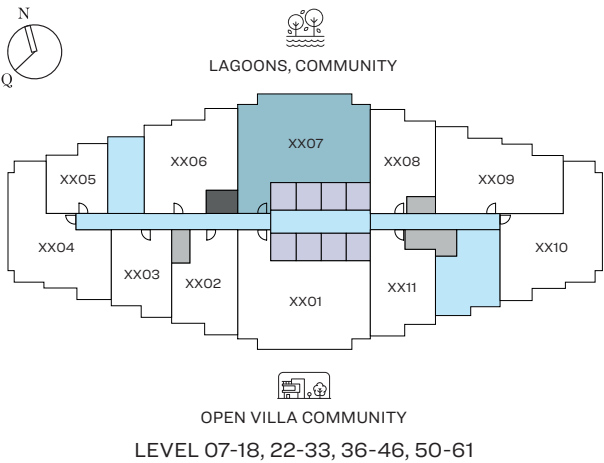 N
Q
LAGOONS, COMMUNITY
XX07
XX06
XX08
XX05
XX09
XX04
XX10
XX03
XX02
XX01
XX11
OPEN VILLA COMMUNITY
LEVEL 07-18, 22-33, 36-46, 50-61